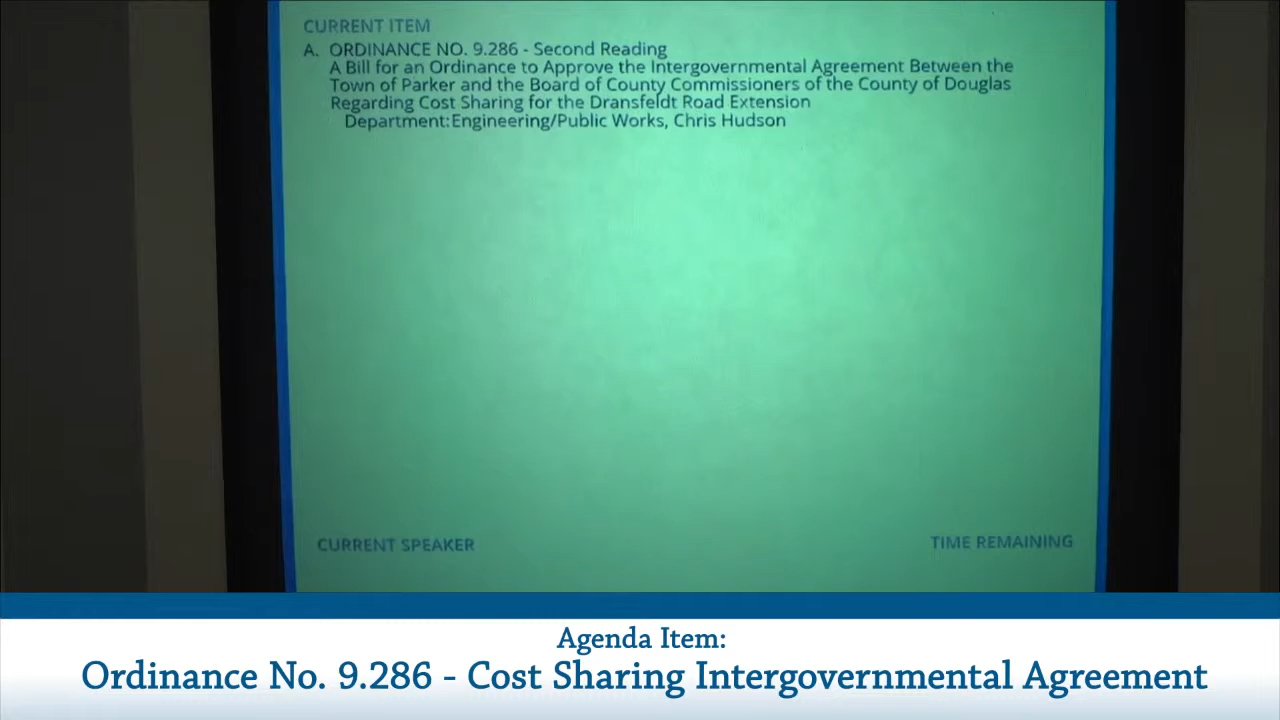 CURRENT ITEM
A. ORDINANCE NO. 9.286 - Second Reading
A Bill for an Ordinance to Approve the Intergovernmental Agreement Between the
Town of Parker and the Board of County Commissioners of the County of Douglas
Regarding Cost Sharing for the Dransfeldt Road Extension
Department:Engineering/Public Works, Chris Hudson
CURRENT SPEAKER
TIME REMAINING
Agenda Item:
Ordinance No. 9.286 - Cost Sharing Intergovernmental Agreement